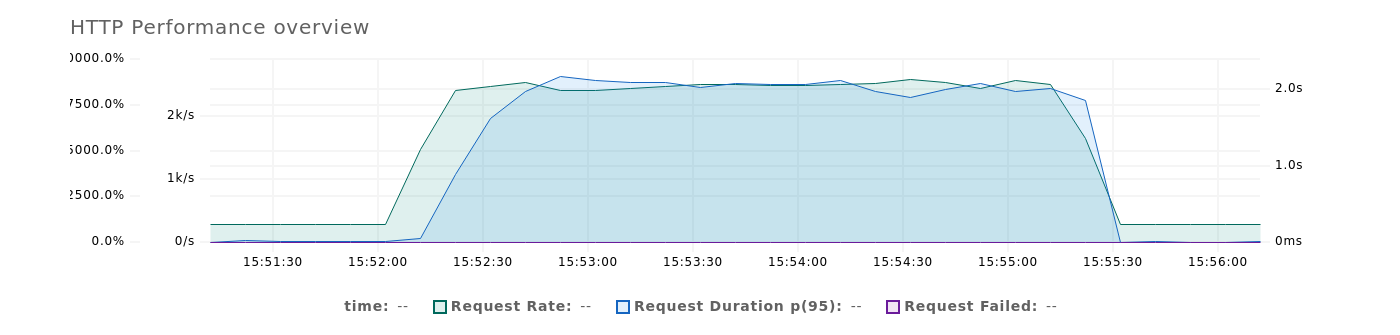 HTTP Performance overview
0000.0%
7500.0%
2k/s
2.0s
5000.0%
1k/s
1.0s
2500.0%
0.0%
0/s
0ms
15:51:30 15:52:00 15:52:30 15:53:00 15:53:30 15:54:00 15:54:30 15:55:00 15:55:30 15:56:00
time: -- Request Rate: -- Request Duration p(95): -- Request Failed: --